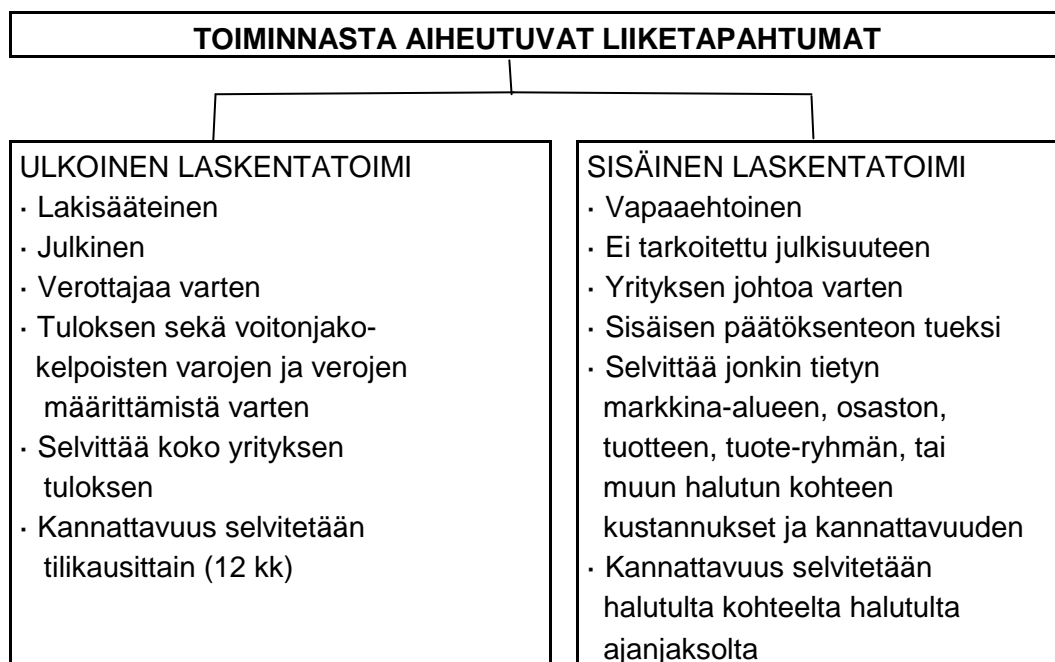 TOIMINNASTA AIHEUTUVAT LIIKETAPAHTUMAT
ULKOINEN LASKENTATOIMI
· Lakisääteinen
· Julkinen
· Verottajaa varten
· Tuloksen sekä voitonjako-
kelpoisten varojen ja verojen
määrittämistä varten
· Selvittää koko yrityksen
tuloksen
· Kannattavuus selvitetään
tilikausittain (12 kk)
SISÄINEN LASKENTATOIMI
· Vapaaehtoinen
· Ei tarkoitettu julkisuuteen
· Yrityksen johtoa varten
· Sisäisen päätöksenteon tueksi
· Selvittää jonkin tietyn
markkina-alueen, osaston,
tuotteen, tuote-ryhmän, tai
muun halutun kohteen
kustannukset ja kannattavuuden
· Kannattavuus selvitetään
halutulta kohteelta halutulta
ajanjaksolta